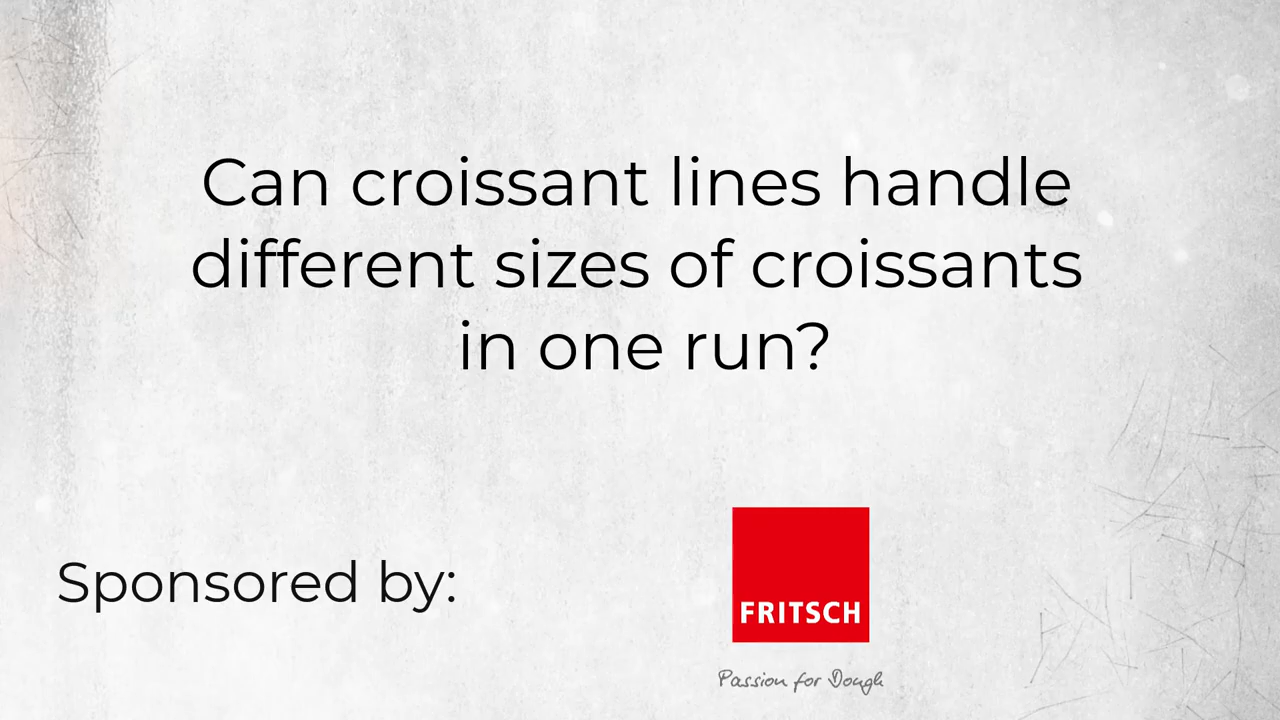 Can croissant lines handle
different sizes of croissants
in one run?
Sponsored by:
FRITSCH
Passion for Dough